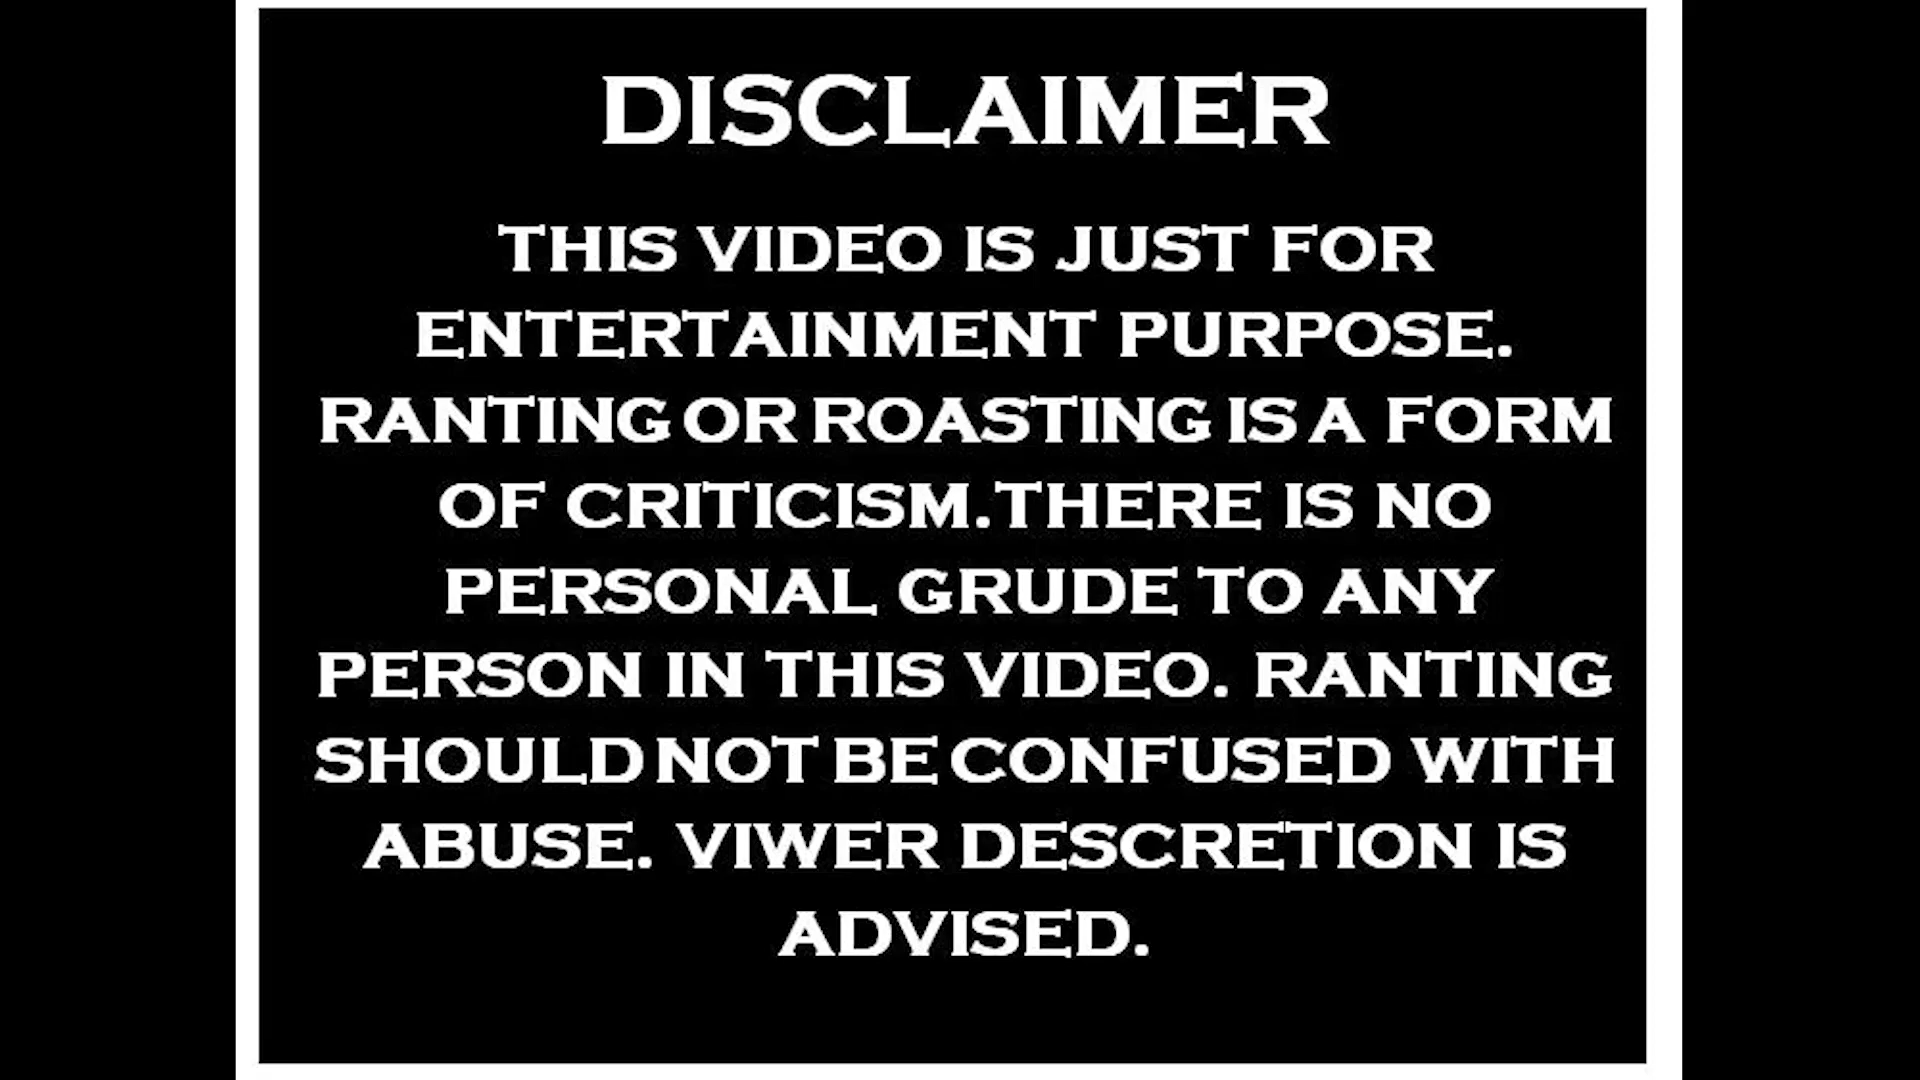 DISCLAIMER
THIS VIDEO IS JUST FOR
ENTERTAINMENT PURPOSE.
RANTING OR ROASTING IS A FORM
OF CRITICISM.THERE IS NO
PERSONAL GRUDE TO ANY
PERSON IN THIS VIDEO. RANTING
SHOULD NOT BE CONFUSED WITH
ABUSE. VIWER DESCRETION IS
ADVISED.